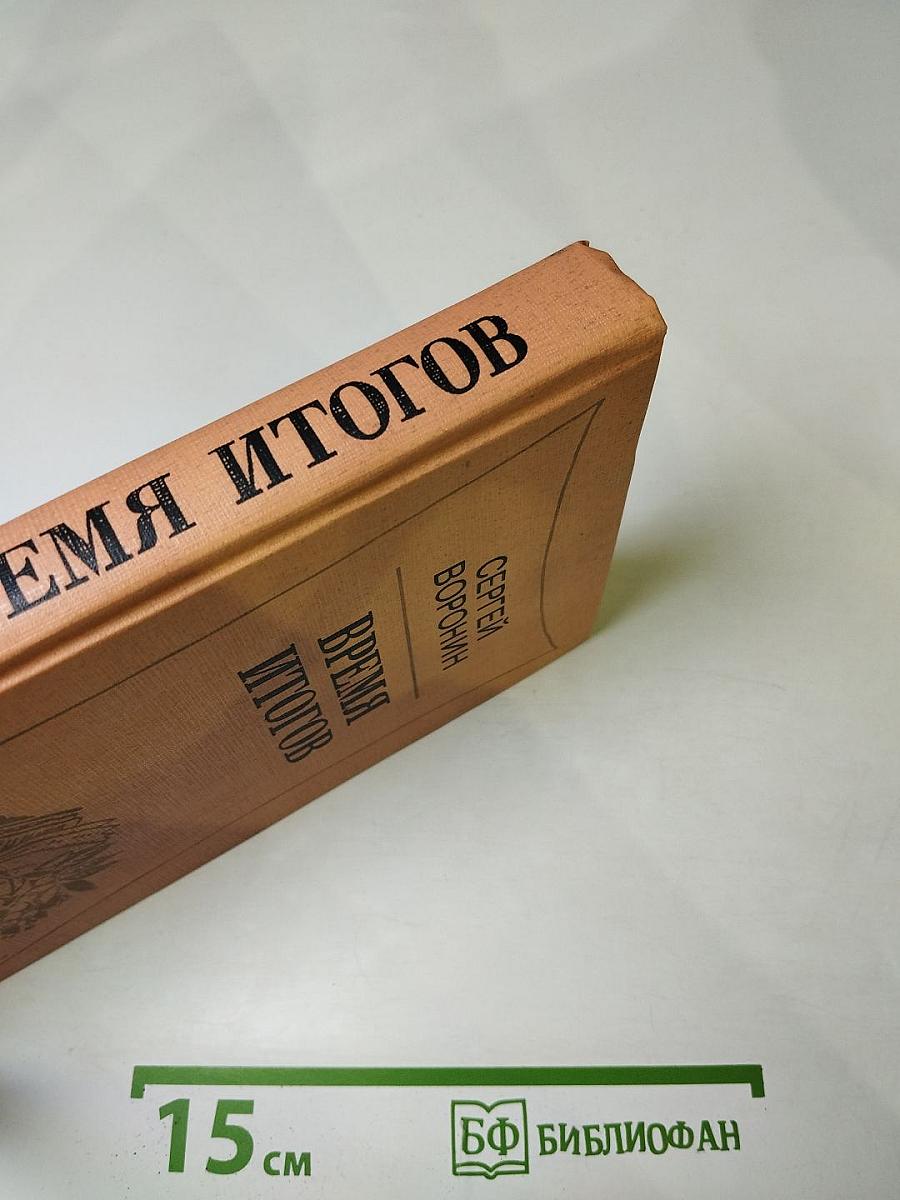 ЕМЯ ИТОГОВ
СЕРГЕЙ
ВОРОНИН
ВРЕМЯ
ИТОГОВ
15 см
БФ БИБЛИОФАН